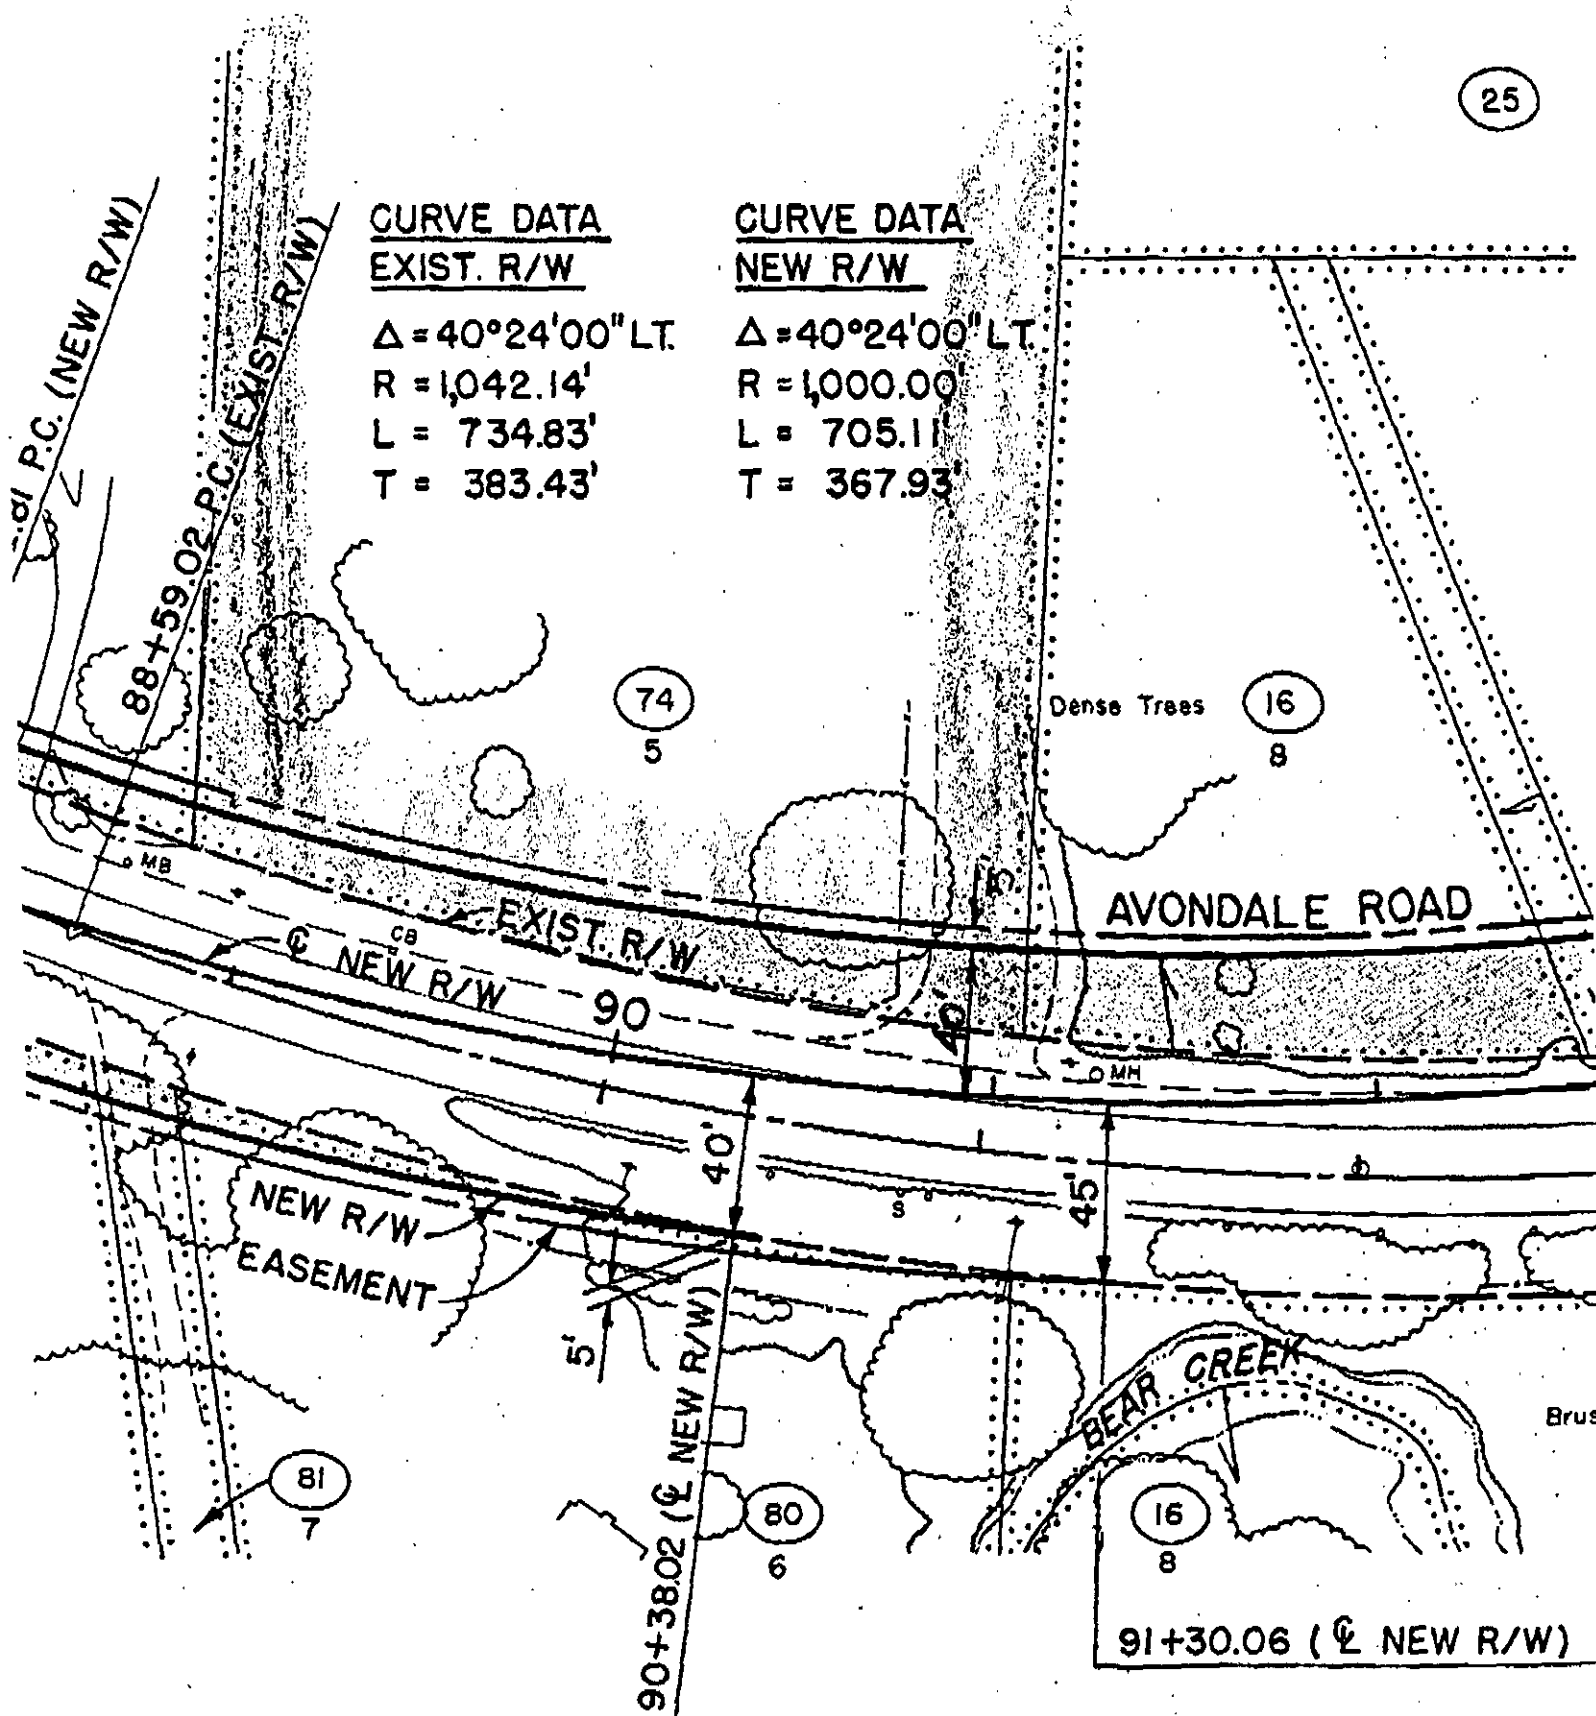 25
CURVE DATA
EXIST. R/W
Δ = 40°24'00" LT.
R = 1,042.14'
L = 734.83'
T = 383.43'
CURVE DATA
NEW R/W
Δ = 40°24'00" LT.
R = 1,000.00'
L = 705.11'
T = 367.93'
P.C. (NEW R/W)
88+59.02 P.C. (EXIST. R/W)
74
5
Dense Trees
16
8
MB
CB
EXIST. R/W
℄ NEW R/W
90
5'
AVONDALE ROAD
40'
MH
40'
45'
S
NEW R/W
EASEMENT
5'
BEAR CREEK
81
7
80
6
16
8
90+38.02 (℄ NEW R/W)
91+30.06 (℄ NEW R/W)